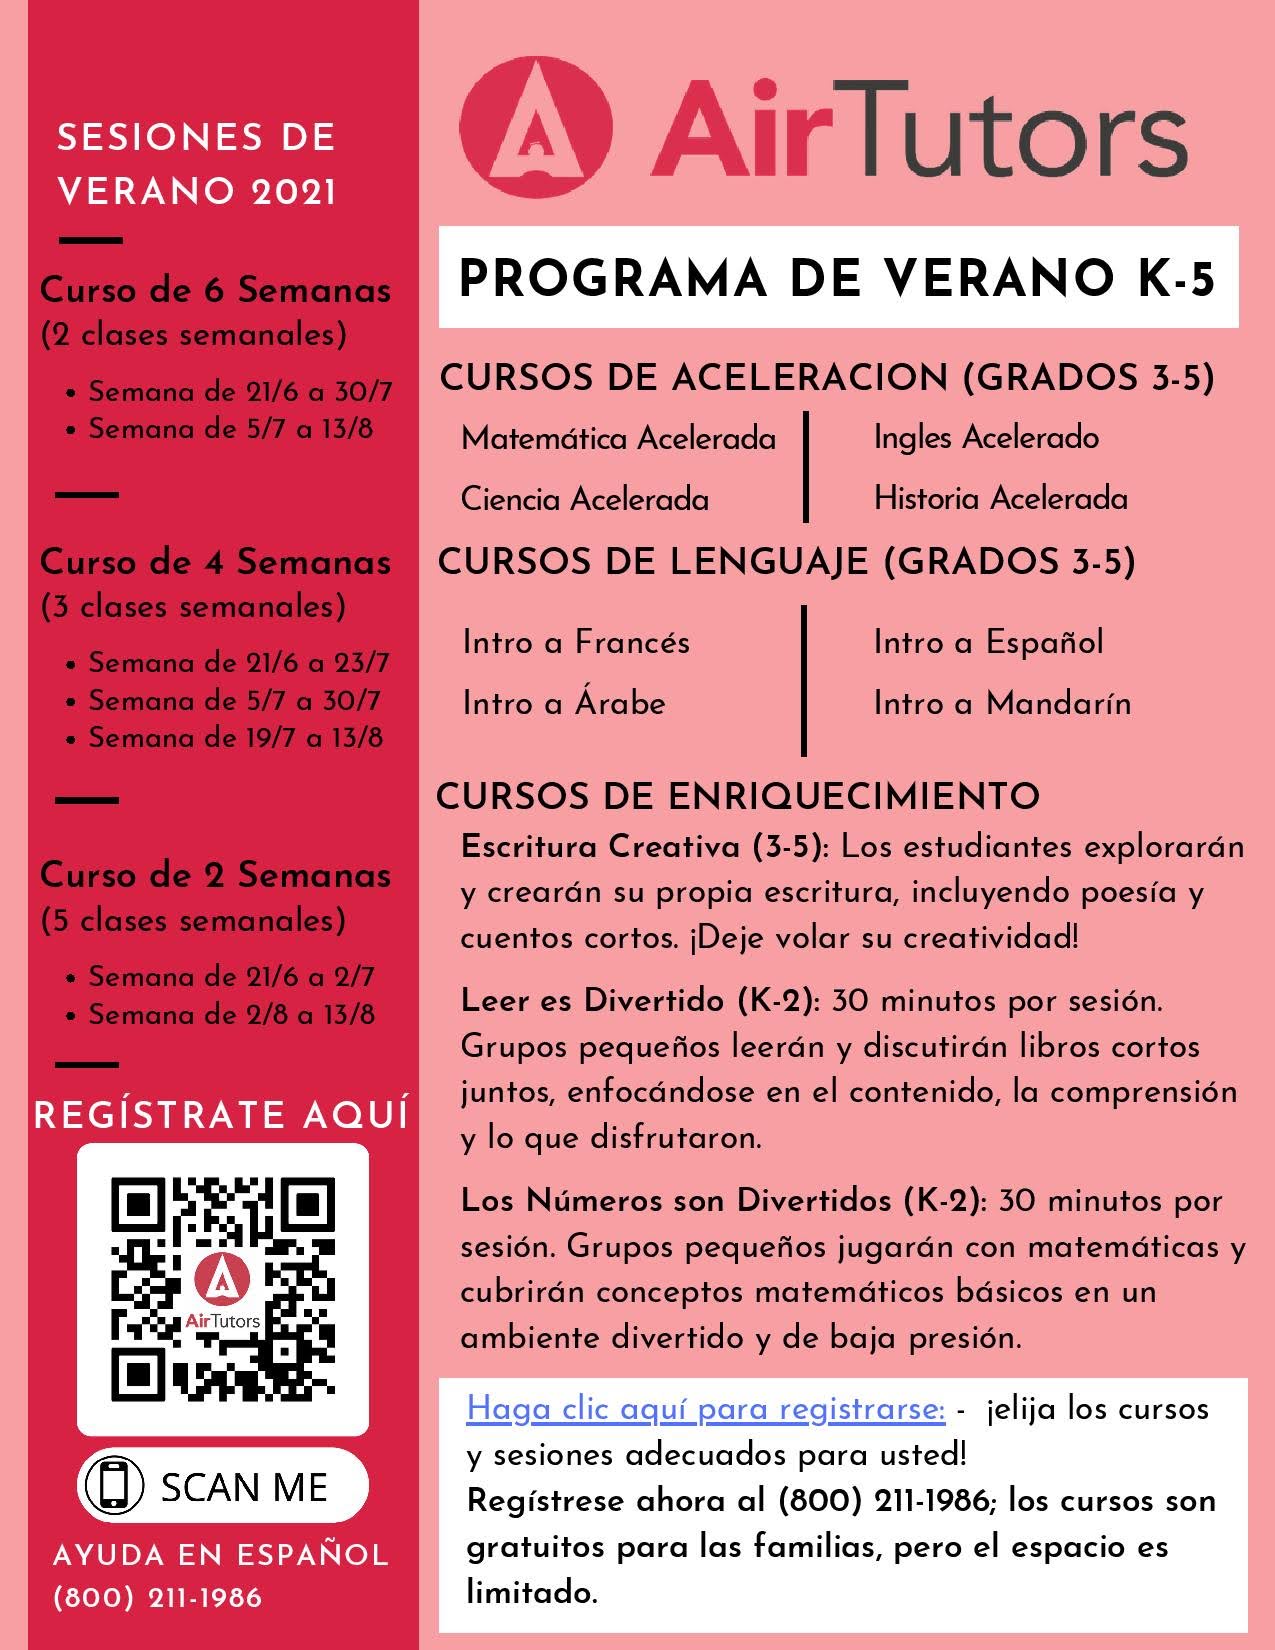 SESIONES DE
VERANO 2021
Curso de 6 Semanas
(2 clases semanales)
• Semana de 21/6 a 30/7
• Semana de 5/7 a 13/8
Curso de 4 Semanas
(3 clases semanales)
• Semana de 21/6 a 23/7
• Semana de 5/7 a 30/7
• Semana de 19/7 a 13/8
Curso de 2 Semanas
(5 clases semanales)
• Semana de 21/6 a 2/7
• Semana de 2/8 a 13/8
REGÍSTRATE AQUÍ
AirTutors
SCAN ME
AYUDA EN ESPAÑOL
(800) 211-1986
AirTutors
PROGRAMA DE VERANO K-5
CURSOS DE ACELERACION (GRADOS 3-5)
Matemática Acelerada
Ingles Acelerado
Ciencia Acelerada
Historia Acelerada
CURSOS DE LENGUAJE (GRADOS 3-5)
Intro a Francés
Intro a Español
Intro a Árabe
Intro a Mandarín
CURSOS DE ENRIQUECIMIENTO
Escritura Creativa (3-5): Los estudiantes explorarán
y crearán su propia escritura, incluyendo poesía y
cuentos cortos. ¡Deje volar su creatividad!
Leer es Divertido (K-2): 30 minutos por sesión.
Grupos pequeños leerán y discutirán libros cortos
juntos, enfocándose en el contenido, la comprensión
y lo que disfrutaron.
Los Números son Divertidos (K-2): 30 minutos por
sesión. Grupos pequeños jugarán con matemáticas y
cubrirán conceptos matemáticos básicos en un
ambiente divertido y de baja presión.
Haga clic aquí para registrarse: - ¡elija los cursos
y sesiones adecuados para usted!
Regístrese ahora al (800) 211-1986; los cursos son
gratuitos para las familias, pero el espacio es
limitado.